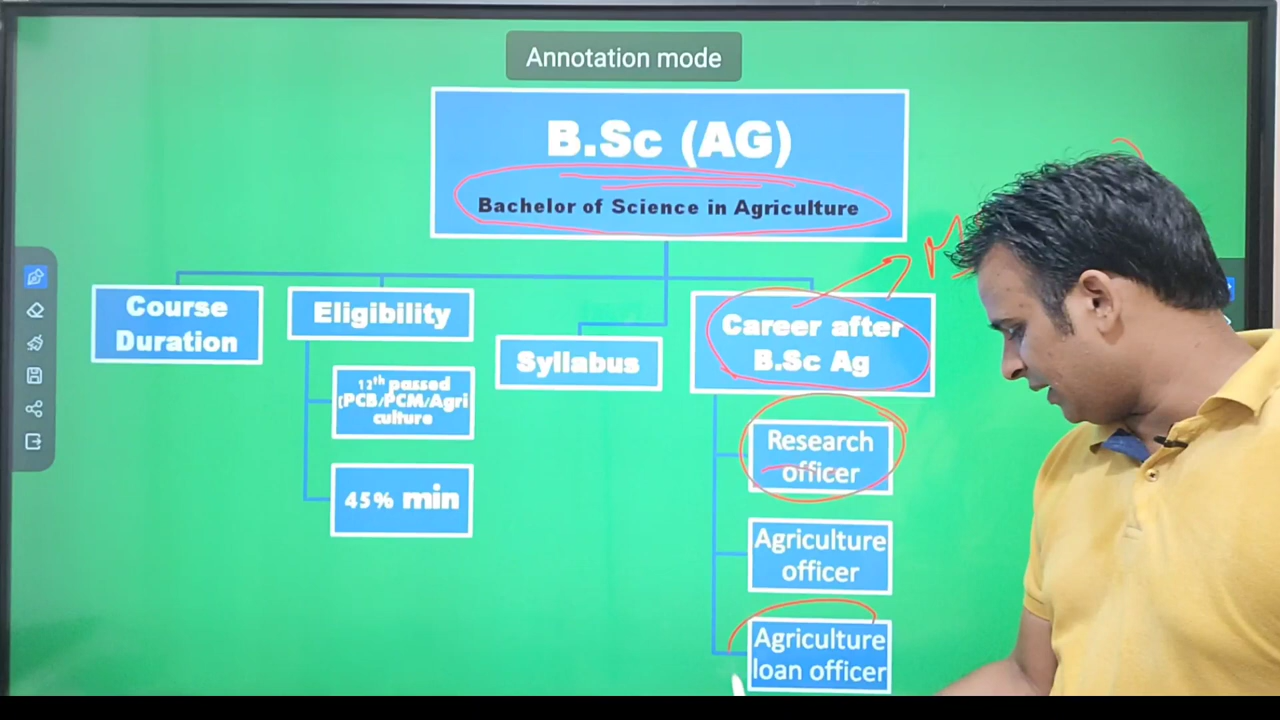 Annotation mode
B.Sc (AG)
Bachelor of Science in Agriculture
Course
Duration
Eligibility
12th passed
(PCB/PCM/Agri
culture
45% min
Syllabus
Career after
B.Sc Ag
Research
officer
Agriculture
officer
Agriculture
loan officer